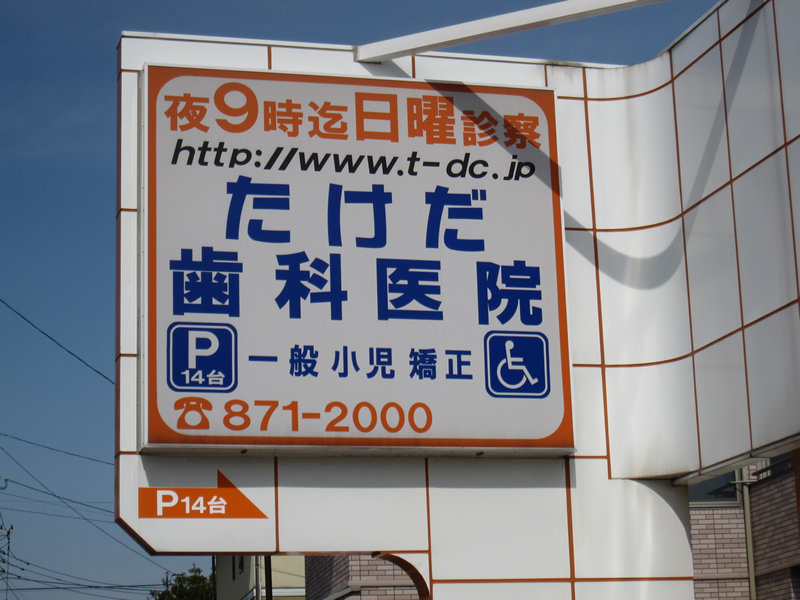 夜9時迄日曜診察
http://www.t-dc.jp
たけだ
歯科医院
P 14台
一般 小児 矯正
☎871-2000
P14台